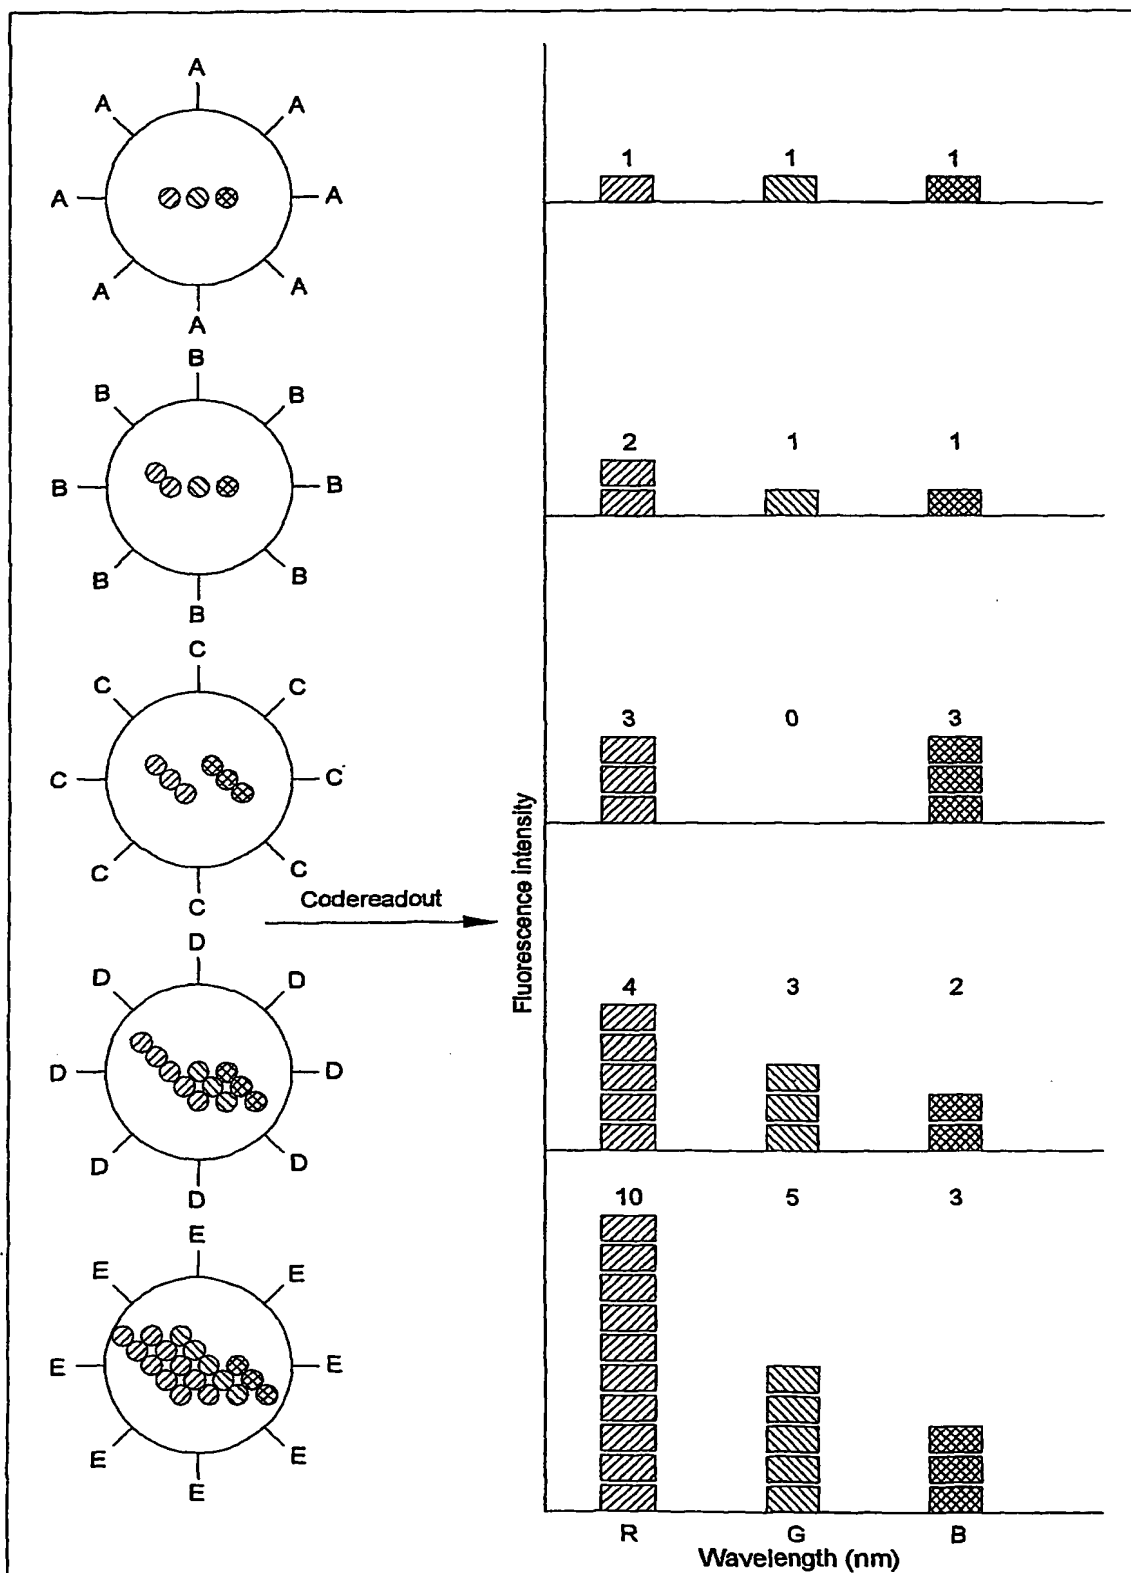 A
A A
A A
A A
A
1 1 1
B
B B
B B
B B
B
2 1 1
C
C C
C C
C C
C
3 0 3
Codereadout
Fluorescence intensity
D
D D
D D
D D
D
4 3 2
E
E E
E E
E E
E
10 5 3
R G B
Wavelength (nm)